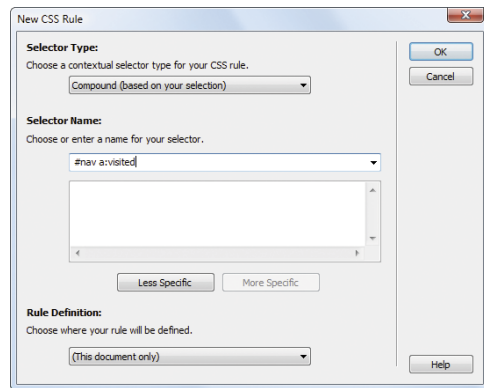 New CSS Rule
Selector Type:
Choose a contextual selector type for your CSS rule.
Compound (based on your selection)
Selector Name:
Choose or enter a name for your selector.
#nav a:visited
Less Specific
More Specific
Rule Definition:
Choose where your rule will be defined.
(This document only)
OK
Cancel
Help